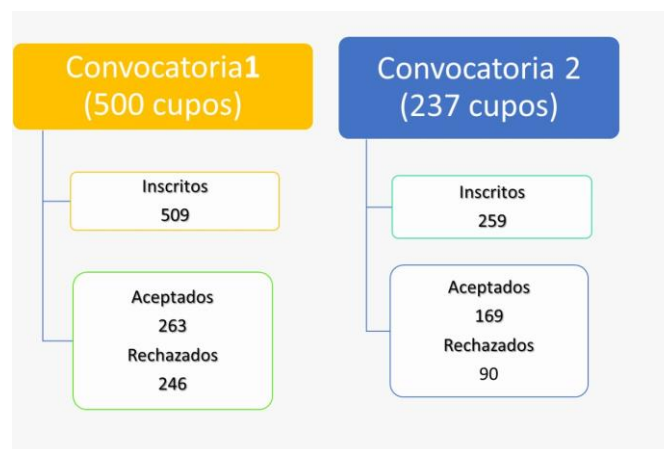 Convocatoria1
(500 cupos)
Inscritos
509
Aceptados
263
Rechazados
246
Convocatoria 2
(237 cupos)
Inscritos
259
Aceptados
169
Rechazados
90